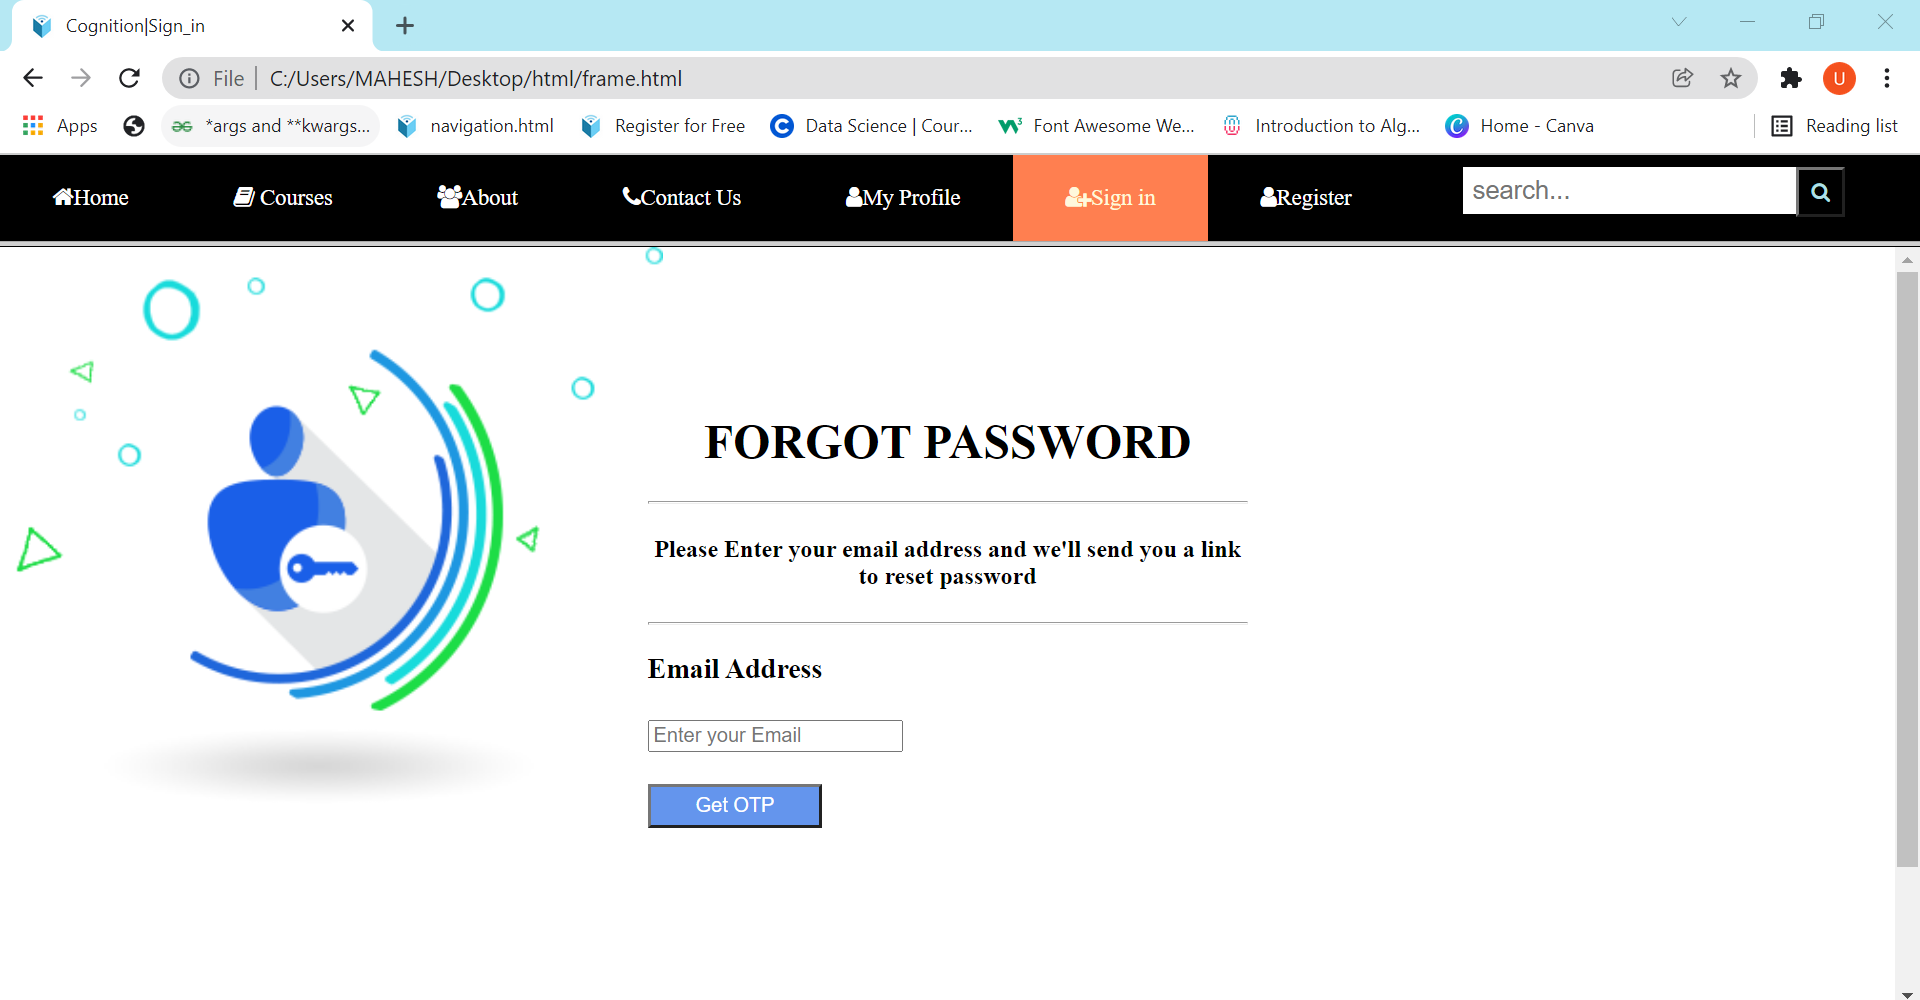 Cognition|Sign_in
File
C:/Users/MAHESH/Desktop/html/frame.html
U
Apps
*args and **kwargs...
navigation.html
Register for Free
Data Science | Cour...
Font Awesome We...
Introduction to Alg...
Home - Canva
Reading list
Home
Courses
About
Contact Us
My Profile
Sign in
Register
search...
FORGOT PASSWORD
Please Enter your email address and we'll send you a link
to reset password
Email Address
Enter your Email
Get OTP